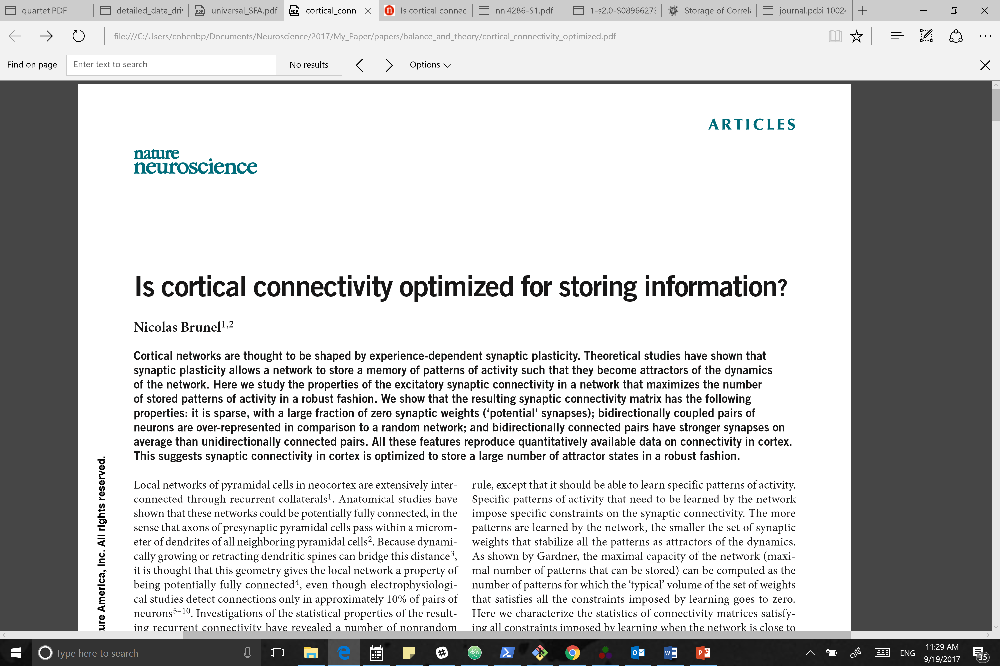 quartet.PDF
detailed_data_dri
universal_SFA.pdf
cortical_conn
Is cortical connec
nn.4286-S1.pdf
1-s2.0-S08966273
Storage of Correl
journal.pcbi.1002
file:///C:/Users/cohenbp/Documents/Neuroscience/2017/My_Paper/papers/balance_and_theory/cortical_connectivity_optimized.pdf
Find on page
Enter text to search
No results
Options
ARTICLES
nature
neuroscience
Is cortical connectivity optimized for storing information?
Nicolas Brunel1,2
Cortical networks are thought to be shaped by experience-dependent synaptic plasticity. Theoretical studies have shown that
synaptic plasticity allows a network to store a memory of patterns of activity such that they become attractors of the dynamics
of the network. Here we study the properties of the excitatory synaptic connectivity in a network that maximizes the number
of stored patterns of activity in a robust fashion. We show that the resulting synaptic connectivity matrix has the following
properties: it is sparse, with a large fraction of zero synaptic weights (‘potential’ synapses); bidirectionally coupled pairs of
neurons are over-represented in comparison to a random network; and bidirectionally connected pairs have stronger synapses on
average than unidirectionally connected pairs. All these features reproduce quantitatively available data on connectivity in cortex.
This suggests synaptic connectivity in cortex is optimized to store a large number of attractor states in a robust fashion.
Local networks of pyramidal cells in neocortex are extensively inter-
connected through recurrent collaterals1. Anatomical studies have
shown that these networks could be potentially fully connected, in the
sense that axons of presynaptic pyramidal cells pass within a microm-
eter of dendrites of all neighboring pyramidal cells2. Because dynami-
cally growing or retracting dendritic spines can bridge this distance3,
it is thought that this geometry gives the local network a property of
being potentially fully connected4, even though electrophysiologi-
cal studies detect connections only in approximately 10% of pairs of
neurons5–10. Investigations of the statistical properties of the result-
ing recurrent connectivity have revealed a number of nonrandom
rule, except that it should be able to learn specific patterns of activity.
Specific patterns of activity that need to be learned by the network
impose specific constraints on the synaptic connectivity. The more
patterns are learned by the network, the smaller the set of synaptic
weights that stabilize all the patterns as attractors of the dynamics.
As shown by Gardner, the maximal capacity of the network (maxi-
mal number of patterns that can be stored) can be computed as the
number of patterns for which the ‘typical’ volume of the set of weights
that satisfies all the constraints imposed by learning goes to zero.
Here we characterize the statistics of connectivity matrices satisfy-
ing all constraints imposed by learning when the network is close to
ture America, Inc. All rights reserved.
Type here to search
ENG
11:29 AM
9/19/2017
35